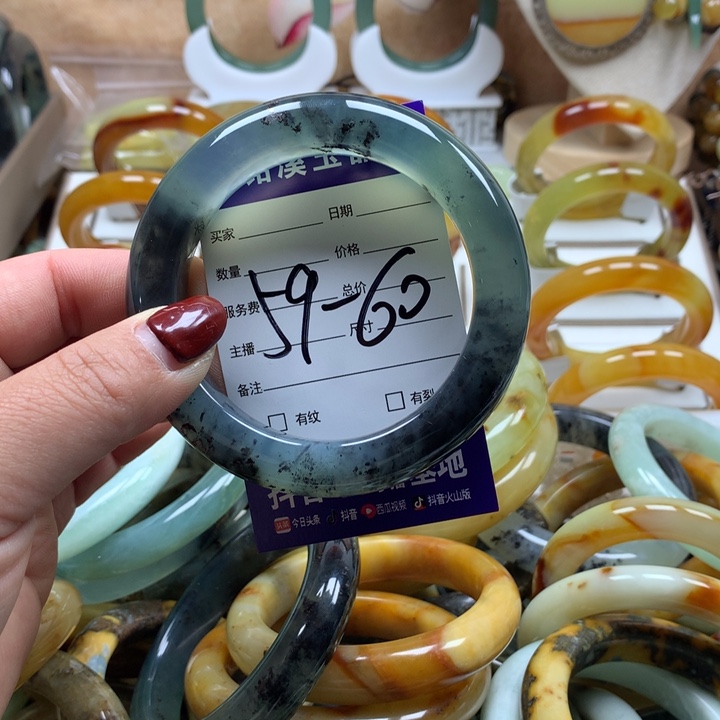 买家 日期
数量 价格
服务费 总价
59-60
主播 尺寸
备注
有纹 有裂
今日头条 抖音 西瓜视频 抖音火山版